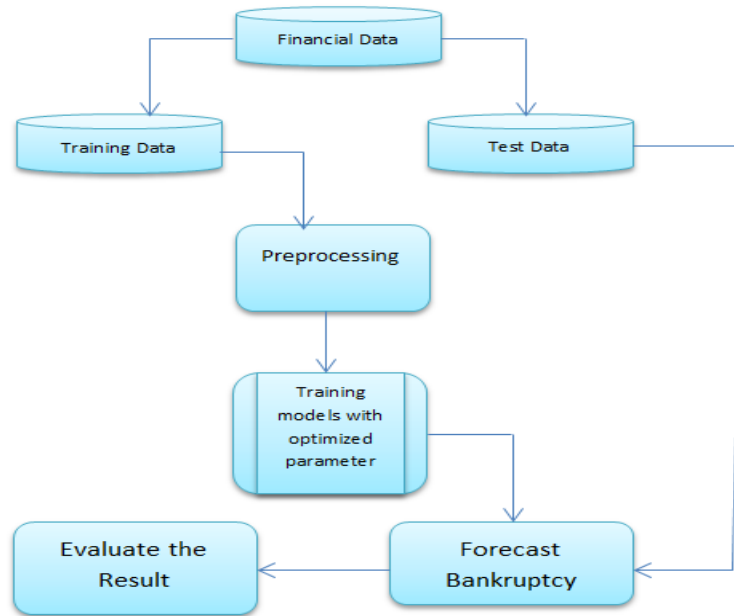 Financial Data
Training Data
Test Data
Preprocessing
Training
models with
optimized
parameter
Evaluate the
Result
Forecast
Bankruptcy